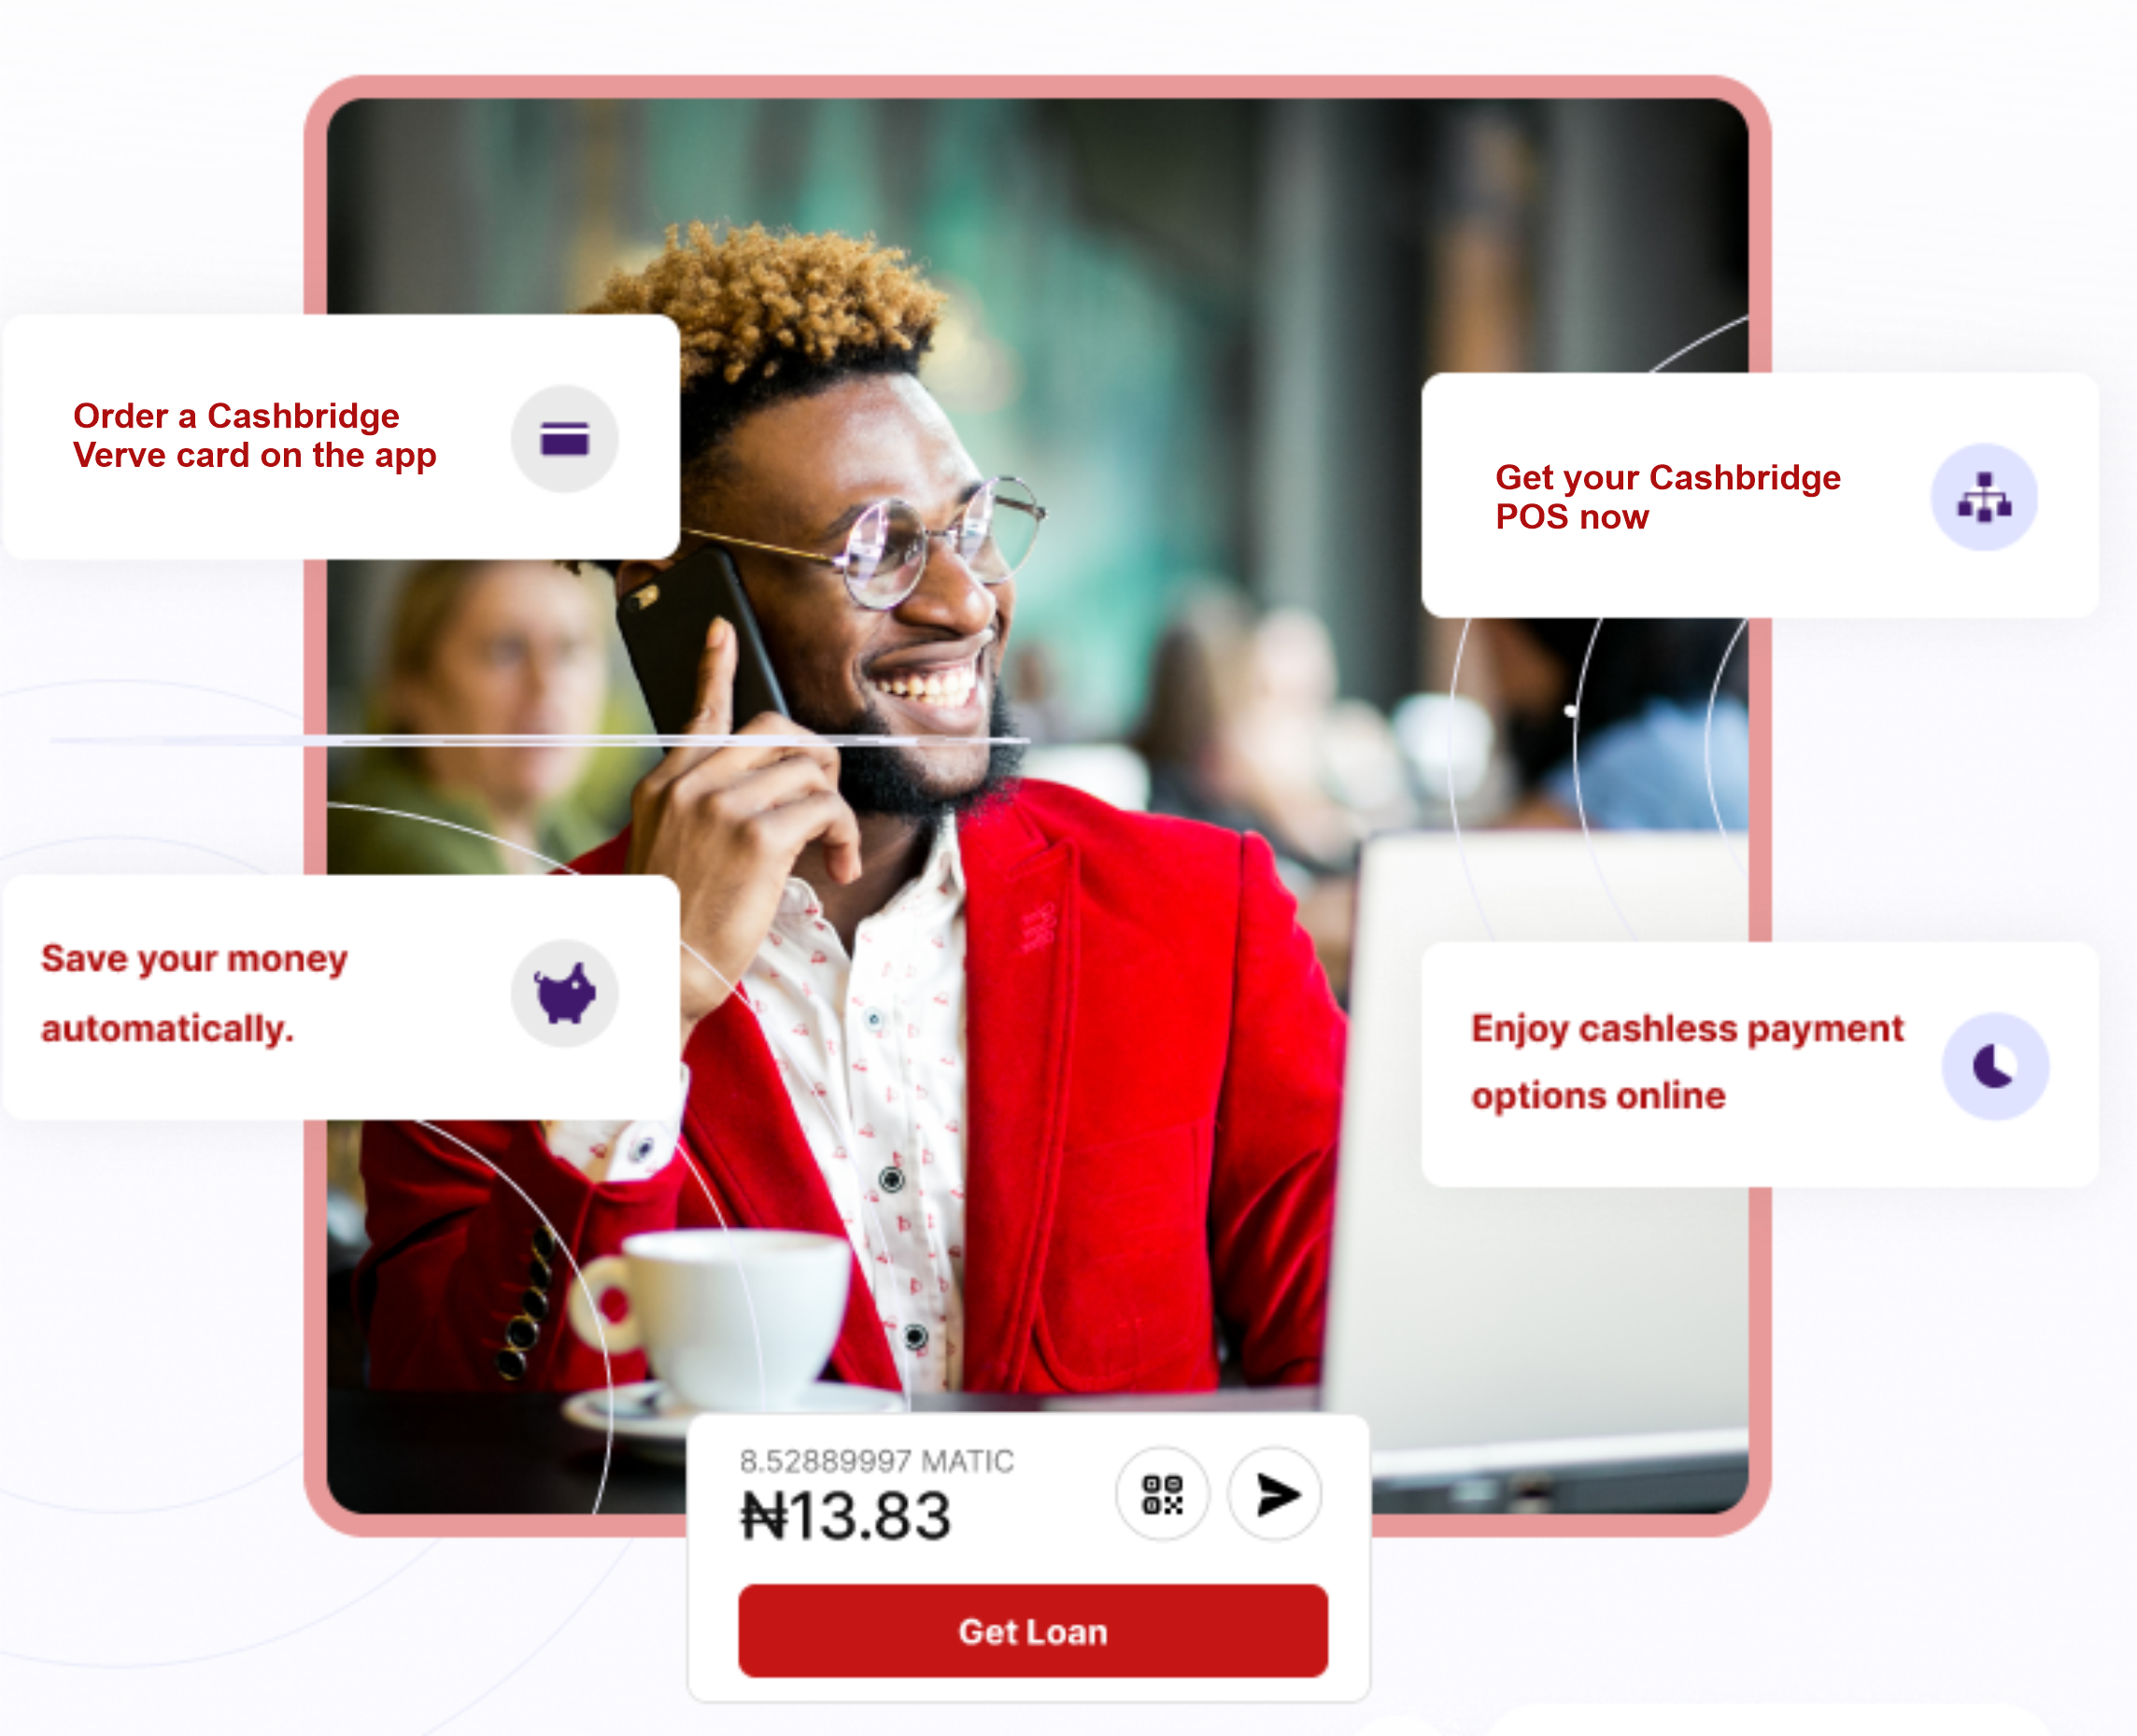 Order a Cashbridge
Verve card on the app
Get your Cashbridge
POS now
Save your money
automatically.
Enjoy cashless payment
options online
8.52889997 MATIC
₦13.83
Get Loan